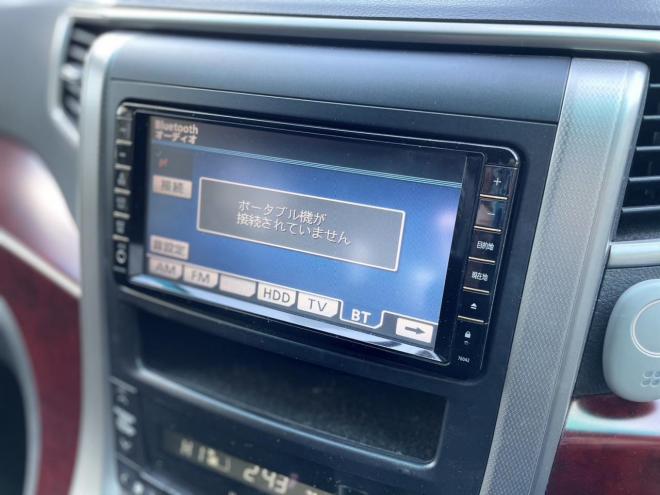 Bluetooth
オーディオ
接続
ポータブル機が
接続されていません
音設定
AM
FM
HDD
TV
BT
目的地
現在地
76042